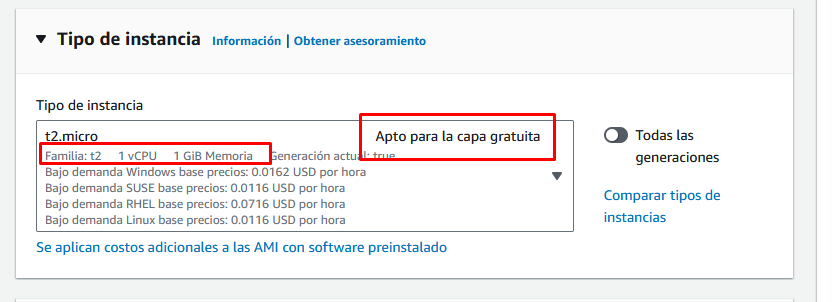 ▼ Tipo de instancia Información | Obtener asesoramiento
Tipo de instancia
t2.micro Apto para la capa gratuita
Familia: t2 1 vCPU 1 GiB Memoria Generación actual: true
Bajo demanda Windows base precios: 0.0162 USD por hora
Bajo demanda SUSE base precios: 0.0116 USD por hora
Bajo demanda RHEL base precios: 0.0716 USD por hora
Bajo demanda Linux base precios: 0.0116 USD por hora
Todas las
generaciones
Comparar tipos de
instancias
Se aplican costos adicionales a las AMI con software preinstalado